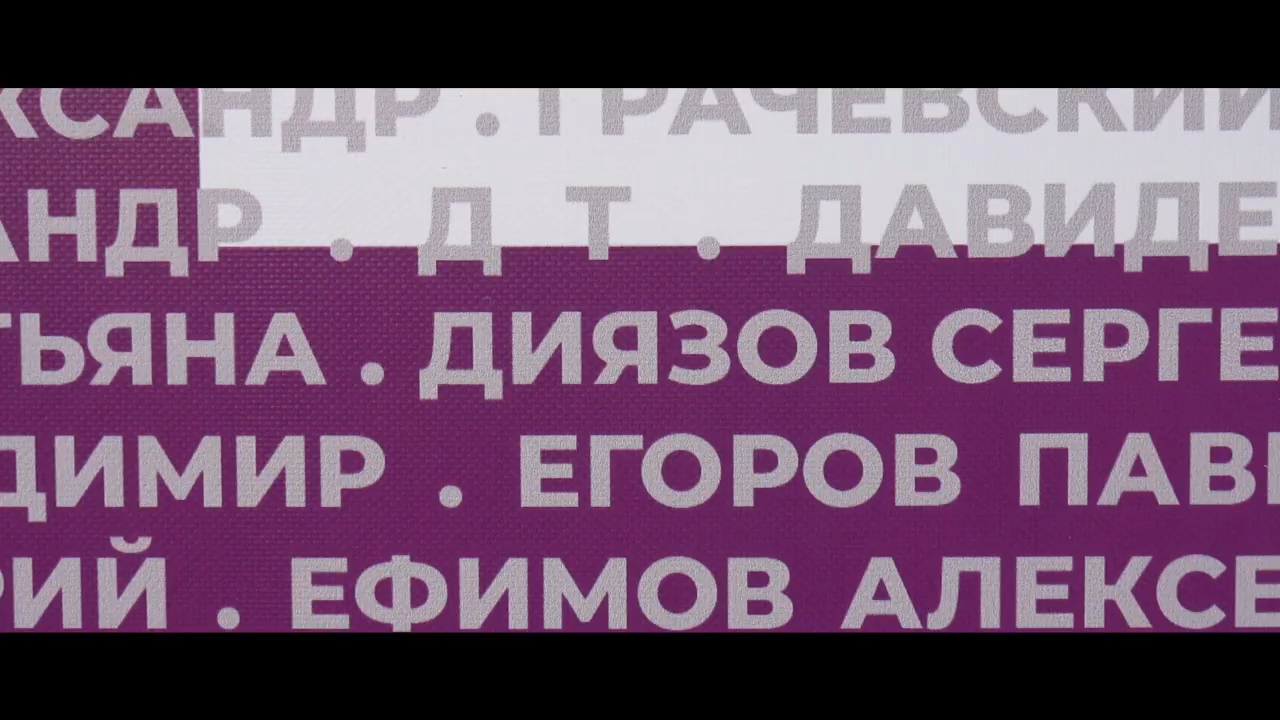 КСАНДР . ГРАЧЕВСКИЙ
АНДР . Д Т . ДАВИДЕ
ТЬЯНА . ДИЯЗОВ СЕРГЕ
ДИМИР . ЕГОРОВ ПАВ
РИЙ . ЕФИМОВ АЛЕКСЕ